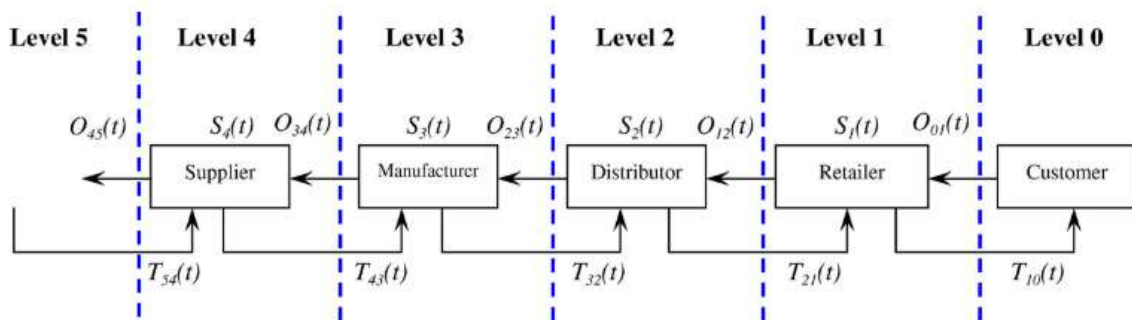 Level 5 Level 4 Level 3 Level 2 Level 1 Level 0
O45(t) S4(t) O34(t) S3(t) O23(t) S2(t) O12(t) S1(t) O01(t)
Supplier Manufacturer Distributor Retailer Customer
T54(t) T43(t) T32(t) T21(t) T10(t)